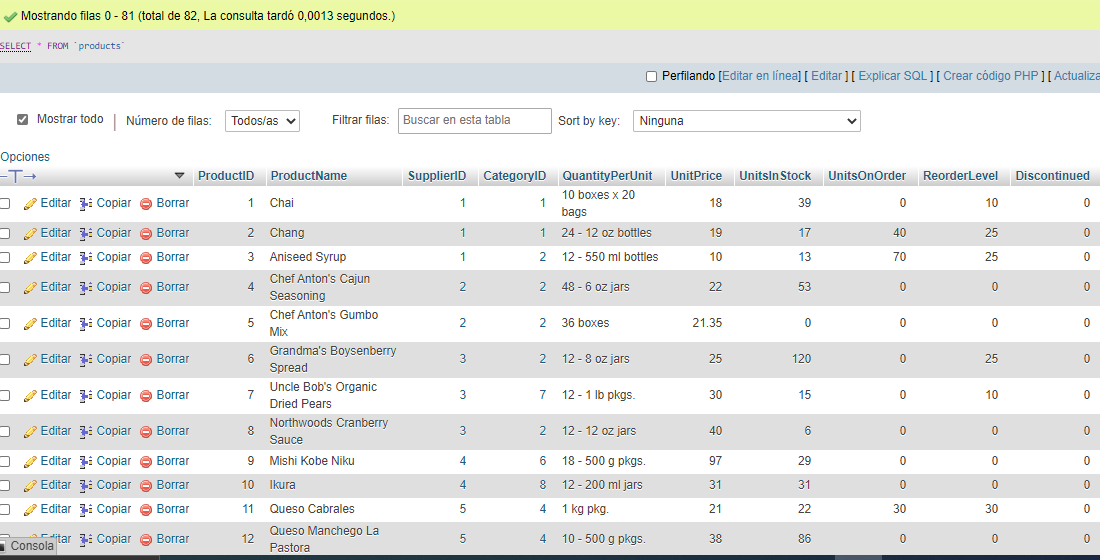 Mostrando filas 0 - 81 (total de 82, La consulta tardó 0,0013 segundos.)
SELECT * FROM `products`
Perfilando [Editar en línea] [ Editar ] [ Explicar SQL ] [ Crear código PHP ] [ Actualiza
Mostrar todo | Número de filas: Todos/as Filtrar filas: Buscar en esta tabla Sort by key: Ninguna
Opciones
ProductID ProductName SupplierID CategoryID QuantityPerUnit UnitPrice UnitsInStock UnitsOnOrder ReorderLevel Discontinued
Editar Copiar Borrar 1 Chai 1 1 10 boxes x 20 bags 18 39 0 10 0
Editar Copiar Borrar 2 Chang 1 1 24 - 12 oz bottles 19 17 40 25 0
Editar Copiar Borrar 3 Aniseed Syrup 1 2 12 - 550 ml bottles 10 13 70 25 0
Editar Copiar Borrar 4 Chef Anton's Cajun Seasoning 2 2 48 - 6 oz jars 22 53 0 0 0
Editar Copiar Borrar 5 Chef Anton's Gumbo Mix 2 2 36 boxes 21.35 0 0 0 0
Editar Copiar Borrar 6 Grandma's Boysenberry Spread 3 2 12 - 8 oz jars 25 120 0 25 0
Editar Copiar Borrar 7 Uncle Bob's Organic Dried Pears 3 7 12 - 1 lb pkgs. 30 15 0 10 0
Editar Copiar Borrar 8 Northwoods Cranberry Sauce 3 2 12 - 12 oz jars 40 6 0 0 0
Editar Copiar Borrar 9 Mishi Kobe Niku 4 6 18 - 500 g pkgs. 97 29 0 0 0
Editar Copiar Borrar 10 Ikura 4 8 12 - 200 ml jars 31 31 0 0 0
Editar Copiar Borrar 11 Queso Cabrales 5 4 1 kg pkg. 21 22 30 30 0
Editar Copiar Borrar 12 Queso Manchego La Pastora 5 4 10 - 500 g pkgs. 38 86 0 0 0
Consola